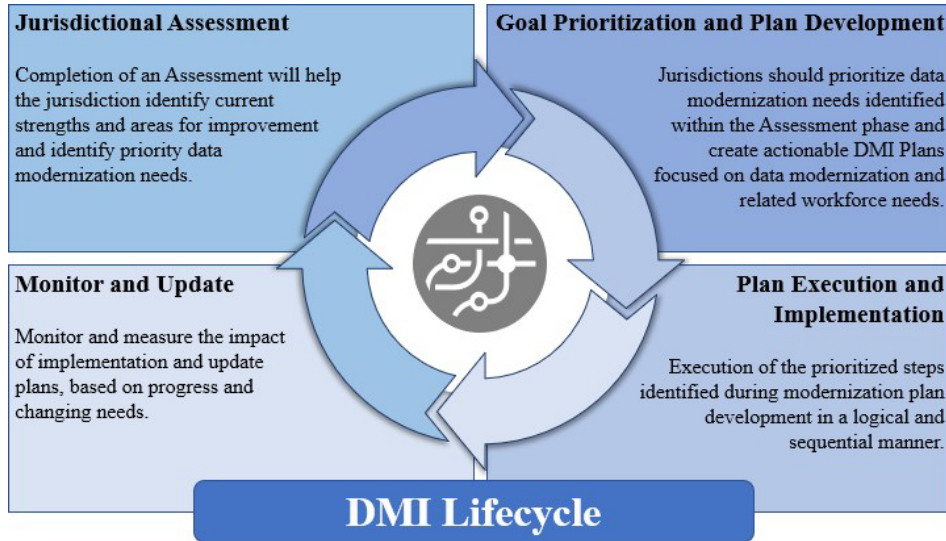 Jurisdictional Assessment
Completion of an Assessment will help
the jurisdiction identify current
strengths and areas for improvement
and identify priority data
modernization needs.
Goal Prioritization and Plan Development
Jurisdictions should prioritize data
modernization needs identified
within the Assessment phase and
create actionable DMI Plans
focused on data modernization and
related workforce needs.
Monitor and Update
Monitor and measure the impact
of implementation and update
plans, based on progress and
changing needs.
Plan Execution and
Implementation
Execution of the prioritized steps
identified during modernization plan
development in a logical and
sequential manner.
DMI Lifecycle